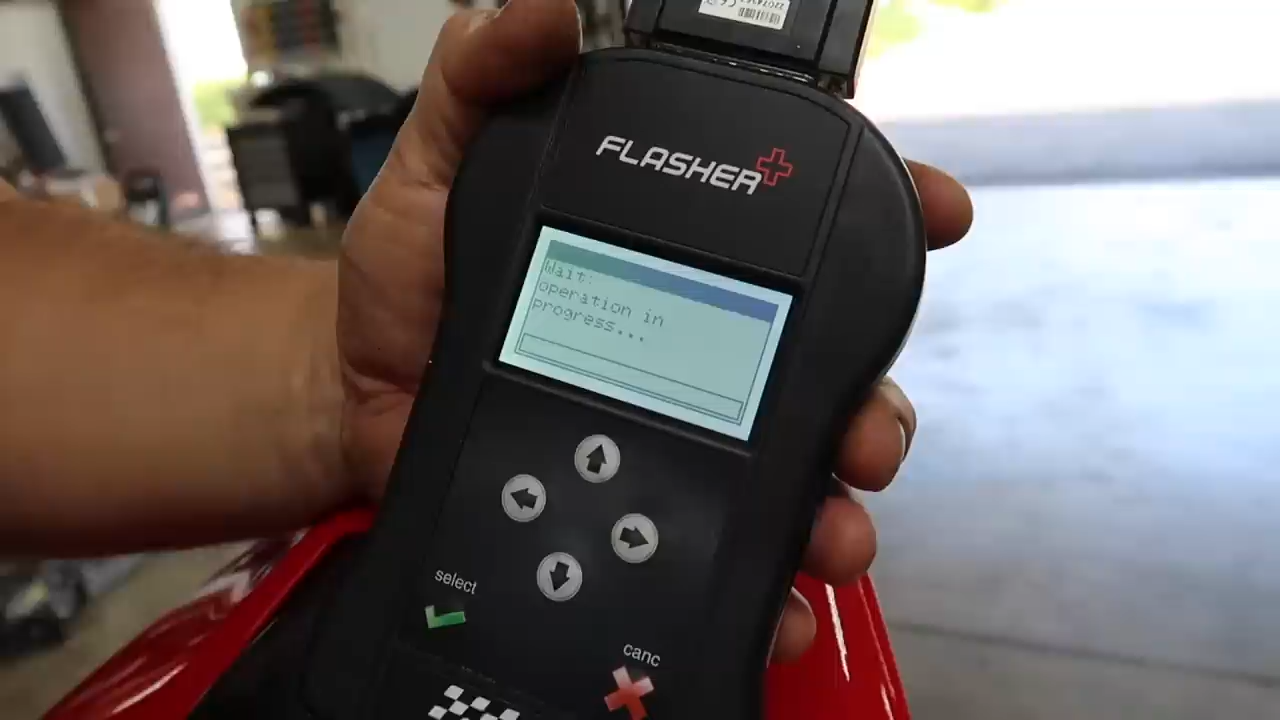 FLASHER
Wait:
operation in
progress...
select
canc